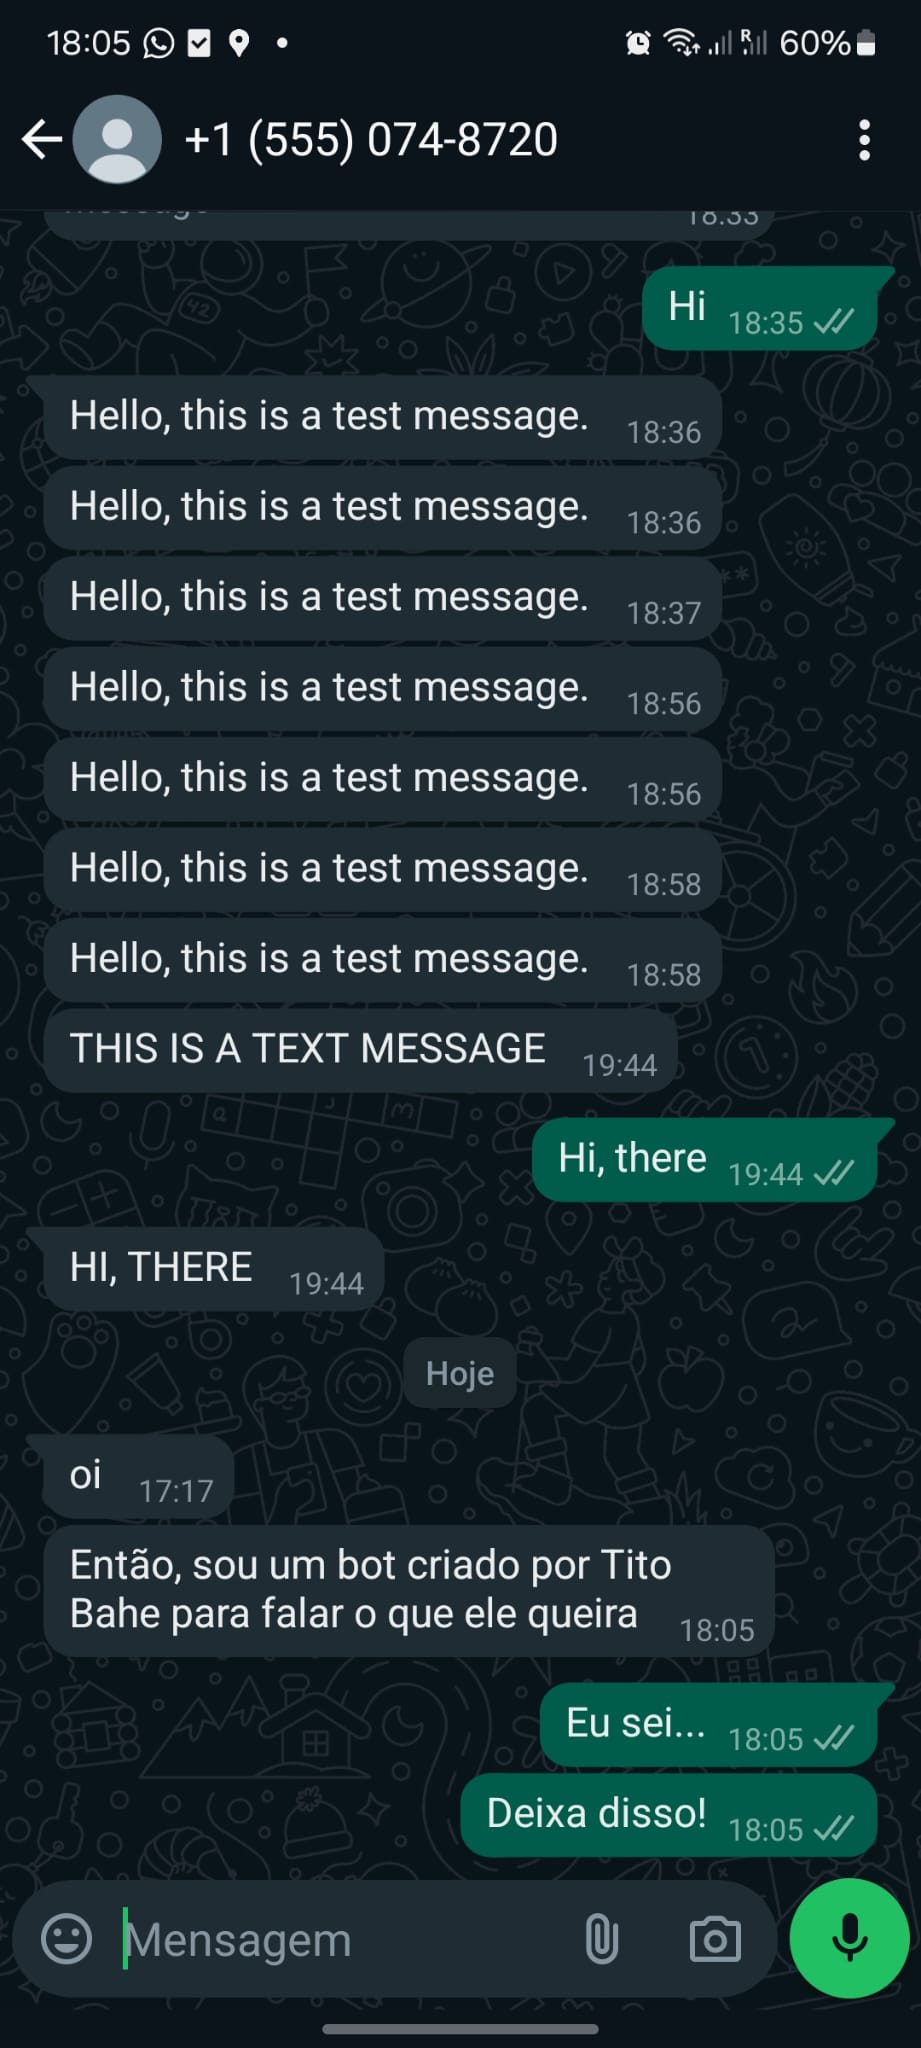 18:05 60%
+1 (555) 074-8720
18:33
Hi 18:35
Hello, this is a test message. 18:36
Hello, this is a test message. 18:36
Hello, this is a test message. 18:37
Hello, this is a test message. 18:56
Hello, this is a test message. 18:56
Hello, this is a test message. 18:58
Hello, this is a test message. 18:58
THIS IS A TEXT MESSAGE 19:44
Hi, there 19:44
HI, THERE 19:44
Hoje
oi 17:17
Então, sou um bot criado por Tito
Bahe para falar o que ele queira 18:05
Eu sei... 18:05
Deixa disso! 18:05
Mensagem